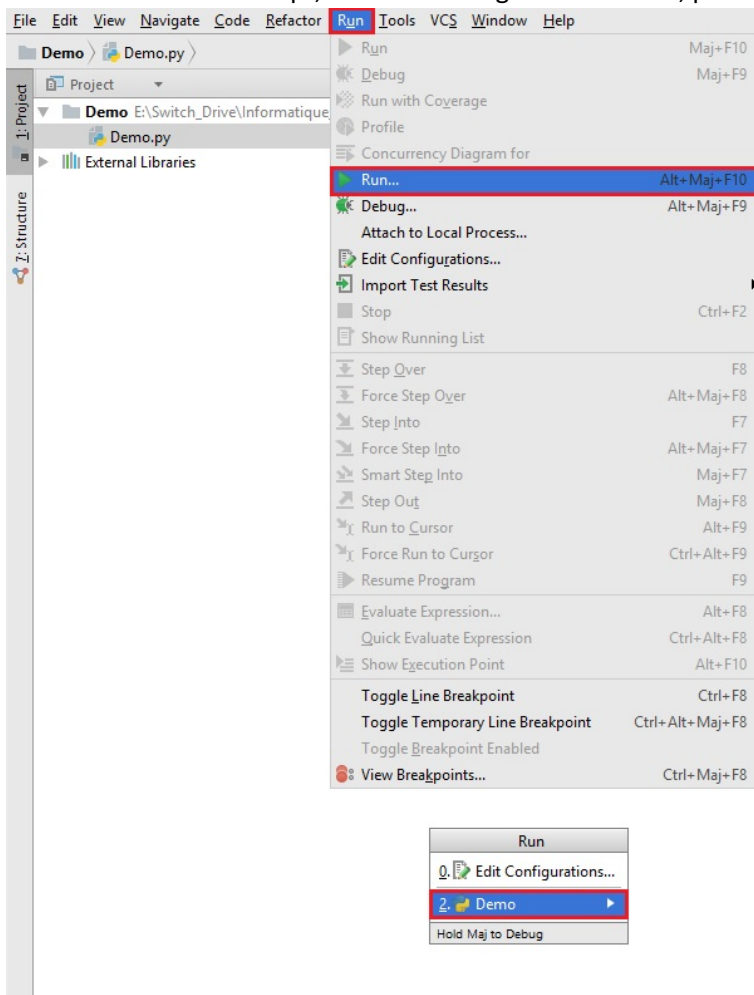 File Edit View Navigate Code Refactor Run Tools VCS Window Help
Demo Demo.py
Project
Demo E:\Switch_Drive\Informatique
Demo.py
External Libraries
1: Project
7: Structure
Run Maj+F10
Debug Maj+F9
Run with Coverage
Profile
Concurrency Diagram for
Run... Alt+Maj+F10
Debug... Alt+Maj+F9
Attach to Local Process...
Edit Configurations...
Import Test Results
Stop Ctrl+F2
Show Running List
Step Over F8
Force Step Over Alt+Maj+F8
Step Into F7
Force Step Into Alt+Maj+F7
Smart Step Into Maj+F7
Step Out Maj+F8
Run to Cursor Alt+F9
Force Run to Cursor Ctrl+Alt+F9
Resume Program F9
Evaluate Expression... Alt+F8
Quick Evaluate Expression Ctrl+Alt+F8
Show Execution Point Alt+F10
Toggle Line Breakpoint Ctrl+F8
Toggle Temporary Line Breakpoint Ctrl+Alt+Maj+F8
Toggle Breakpoint Enabled
View Breakpoints... Ctrl+Maj+F8
Run
0. Edit Configurations...
2. Demo
Hold Maj to Debug